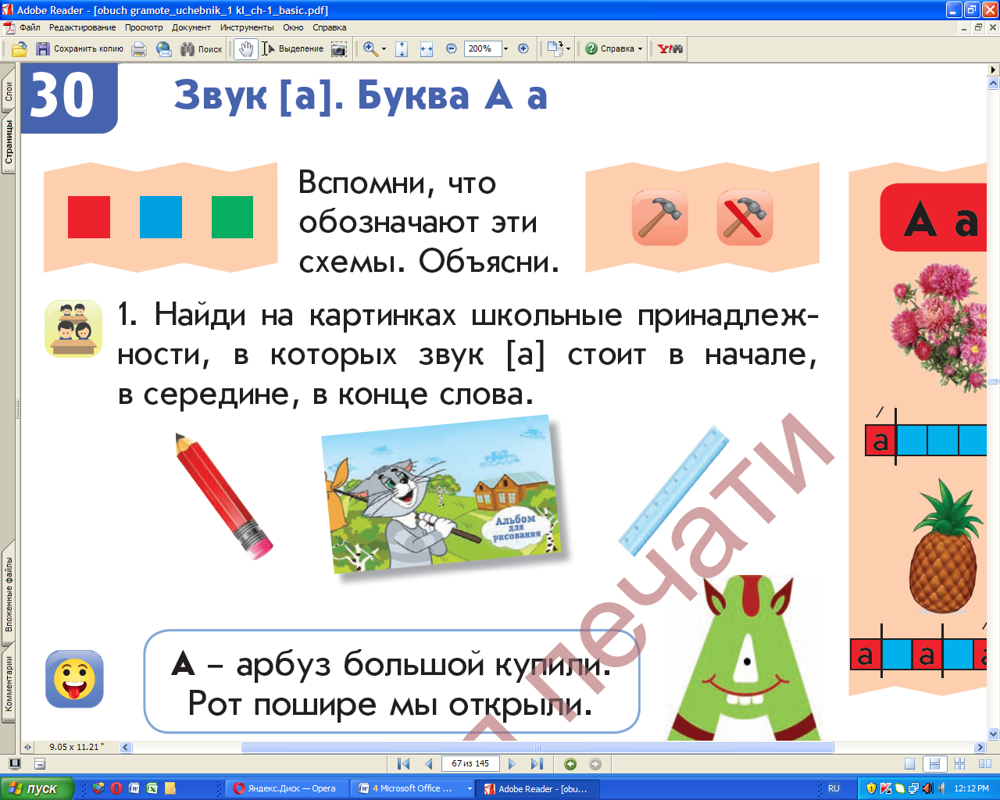 Adobe Reader - [obuch gramote_uchebnik_1 kl_ch-1_basic.pdf]
Файл Редактирование Просмотр Документ Инструменты Окно Справка
Сохранить копию Поиск Выделение 200% Справка Y!
Слои
Страницы
Вложенные файлы
Комментарии
30 Звук [а]. Буква А а
Вспомни, что
обозначают эти
схемы. Объясни.
А а
1. Найди на картинках школьные принадлеж-
ности, в которых звук [а] стоит в начале,
в середине, в конце слова.
Альбом
для
рисования
а
а а а
А – арбуз большой купили.
Рот пошире мы открыли.
печати
9.05 x 11.21 "
67 из 145
пуск Яндекс.Диск — Opera 4 Microsoft Office ... Adobe Reader - [obu... RU 12:12 PM